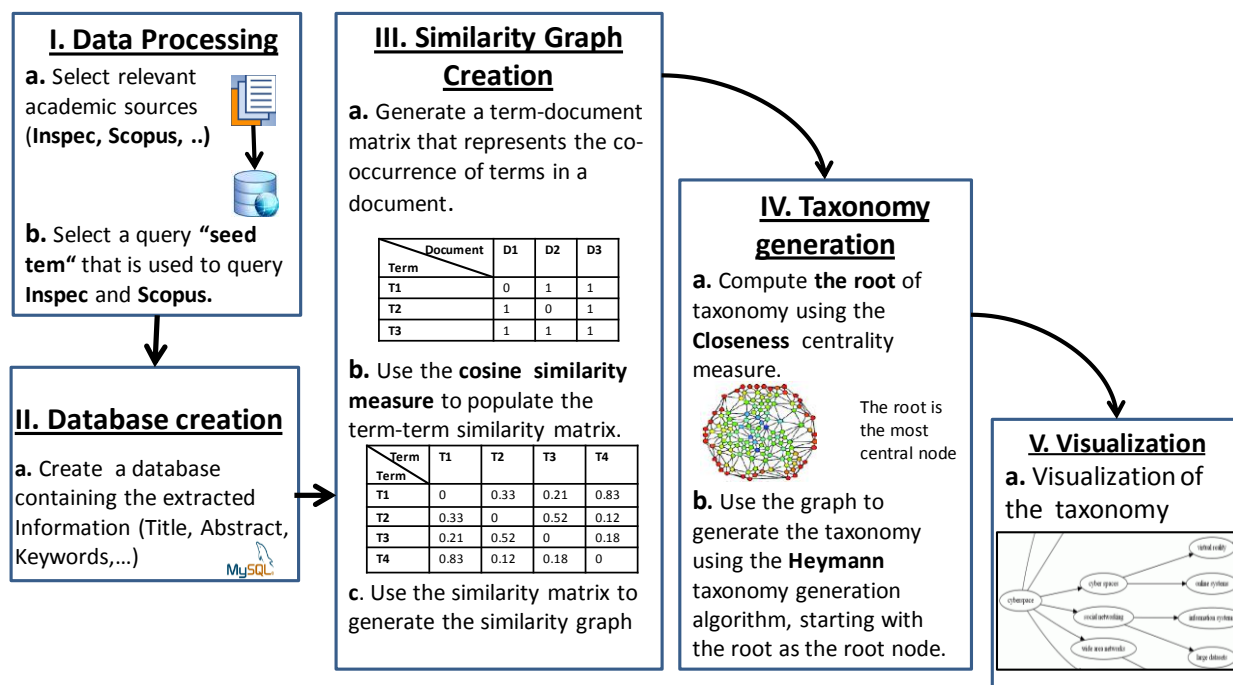 I. Data Processing
a. Select relevant
academic sources
(Inspec, Scopus, ..)
b. Select a query “seed
tem“ that is used to query
Inspec and Scopus.
II. Database creation
a. Create a database
containing the extracted
Information (Title, Abstract,
Keywords,…)
MySQL
III. Similarity Graph
Creation
a. Generate a term-document
matrix that represents the co-
occurrence of terms in a
document.
Document D1 D2 D3
Term
T1 0 1 1
T2 1 0 1
T3 1 1 1
b. Use the cosine similarity
measure to populate the
term-term similarity matrix.
Term T1 T2 T3 T4
Term
T1 0 0.33 0.21 0.83
T2 0.33 0 0.52 0.12
T3 0.21 0.52 0 0.18
T4 0.83 0.12 0.18 0
c. Use the similarity matrix to
generate the similarity graph
IV. Taxonomy
generation
a. Compute the root of
taxonomy using the
Closeness centrality
measure.
The root is
the most
central node
b. Use the graph to
generate the taxonomy
using the Heymann
taxonomy generation
algorithm, starting with
the root as the root node.
V. Visualization
a. Visualization of
the taxonomy
virtual reality
cyber spaces
online systems
cyberspace
social networking
information systems
wide area networks
large datasets